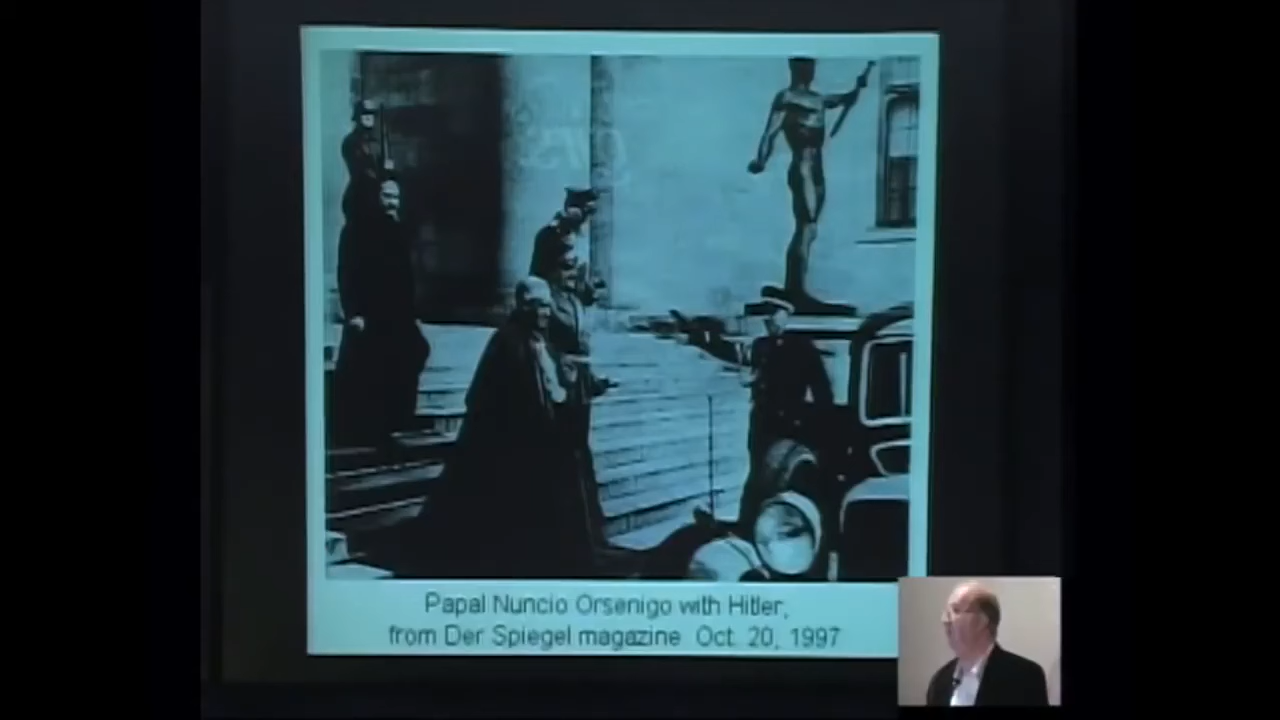 Papal Nuncio Orsenigo with Hitler,
from Der Spiegel magazine Oct. 20, 1997